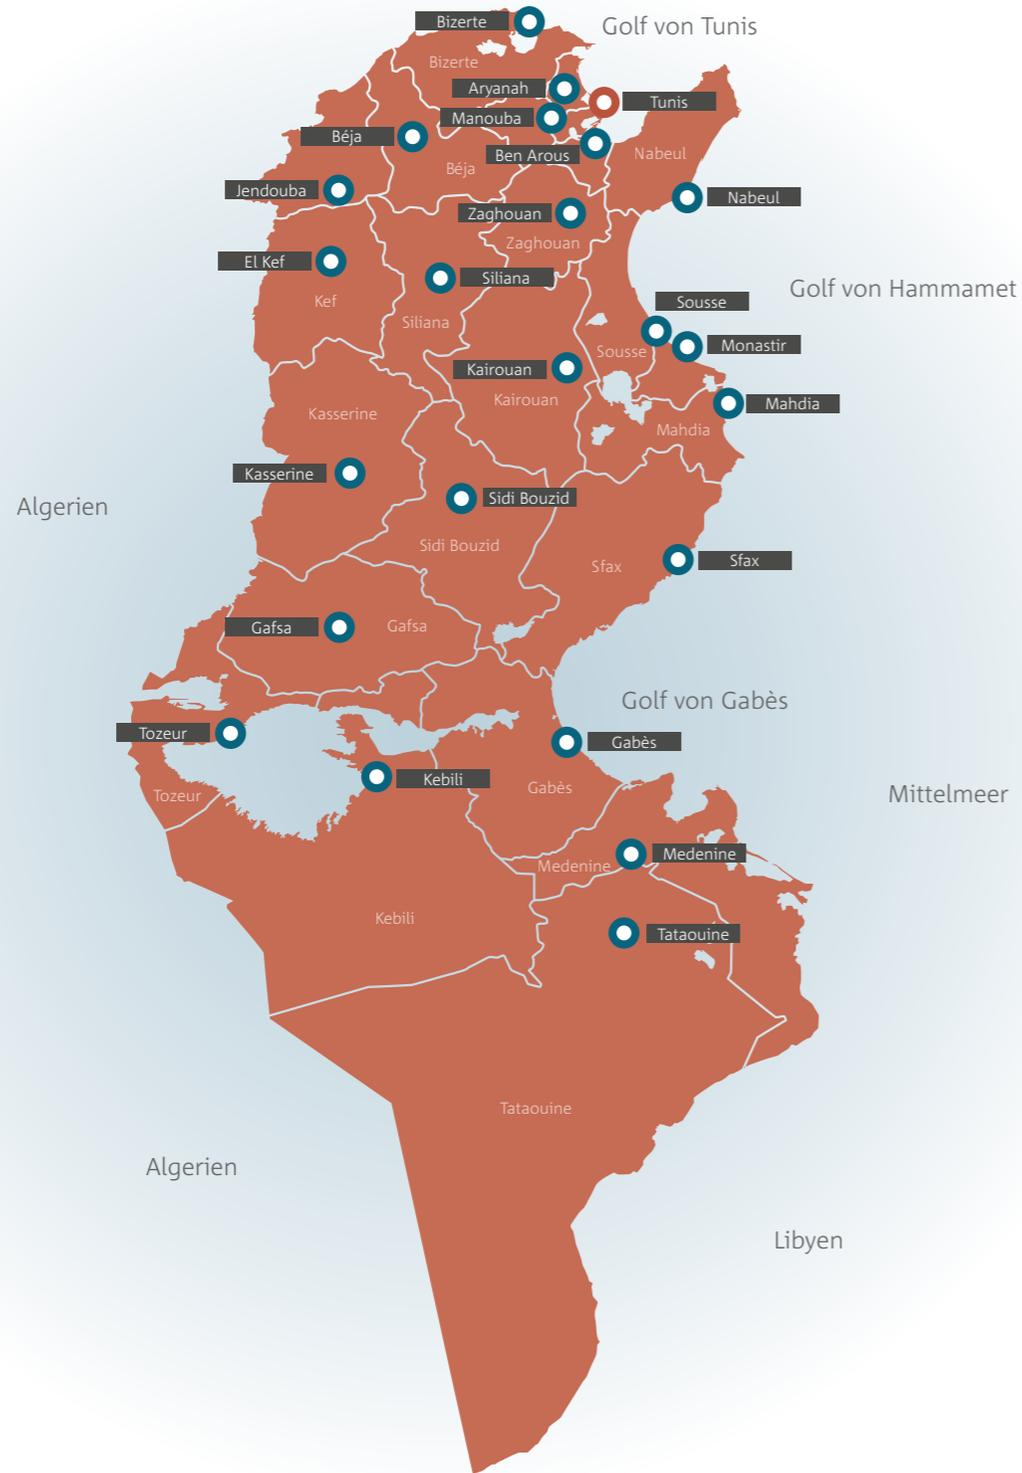 Bizerte
Golf von Tunis
Bizerte
Aryanah
Tunis
Manouba
Béja
Ben Arous
Nabeul
Béja
Jendouba
Nabeul
Zaghouan
Zaghouan
El Kef
Siliana
Golf von Hammamet
Kef
Sousse
Siliana
Monastir
Sousse
Kairouan
Kairouan
Mahdia
Kasserine
Mahdia
Kasserine
Sidi Bouzid
Algerien
Sidi Bouzid
Sfax
Sfax
Gafsa
Gafsa
Golf von Gabès
Tozeur
Gabès
Kebili
Gabès
Mittelmeer
Tozeur
Medenine
Medenine
Kebili
Tataouine
Tataouine
Algerien
Libyen